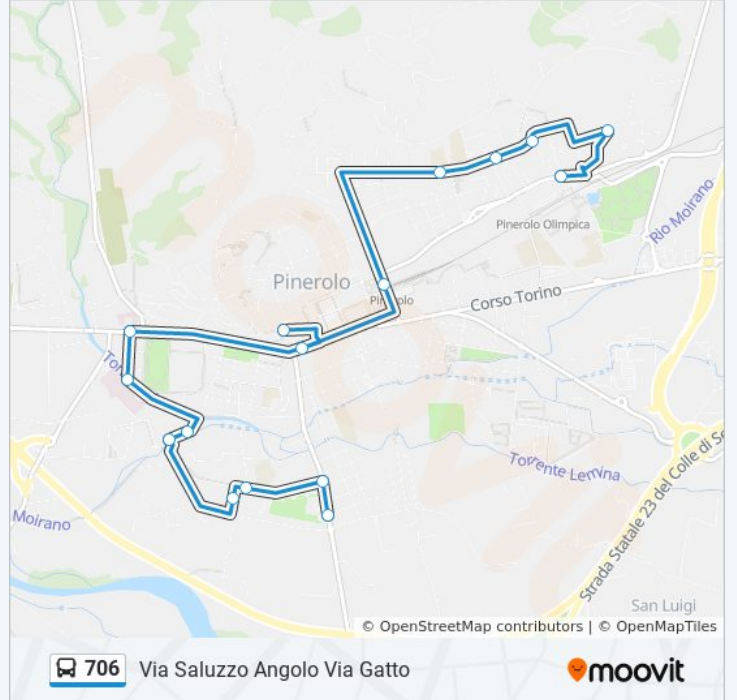 Rio Moirano
Pinerolo Olimpica
Pinerolo
Corso Torino
Torrente Lemina
Moirano
Strada Statale 23 del Colle di Se
San Luigi
© OpenStreetMap contributors | © OpenMapTiles
706 Via Saluzzo Angolo Via Gatto
moovit